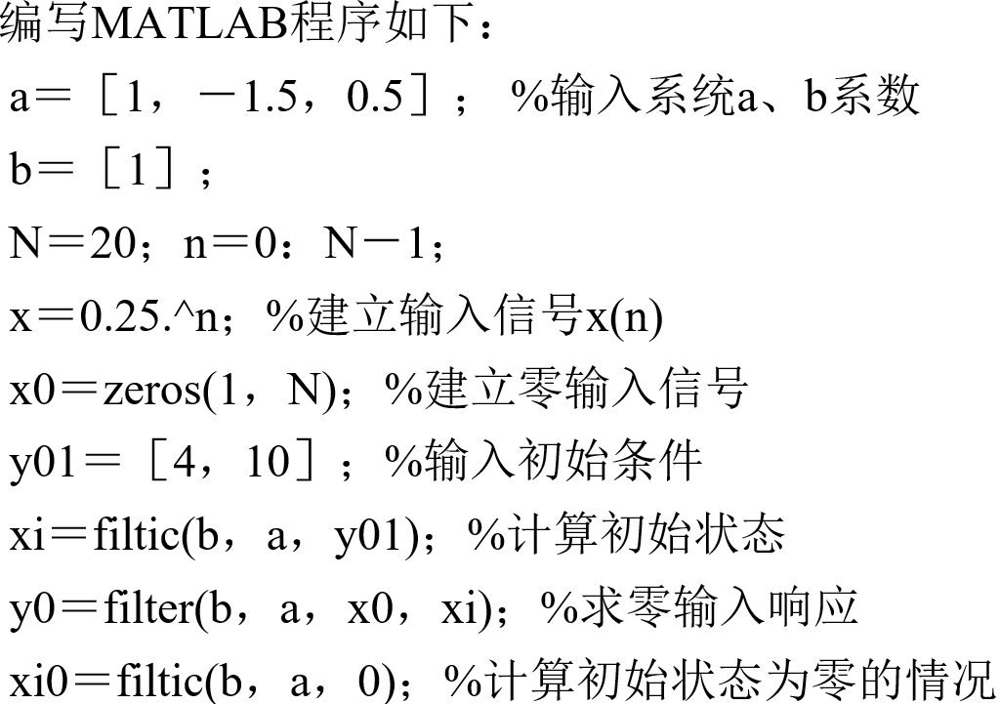 编写MATLAB程序如下：
a＝［1，－1.5，0.5］； %输入系统a、b系数
b＝［1］；
N＝20；n＝0：N－1；
x＝0.25.^n；%建立输入信号x(n)
x0＝zeros(1，N)；%建立零输入信号
y01＝［4，10］；%输入初始条件
xi＝filtic(b，a，y01)；%计算初始状态
y0＝filter(b，a，x0，xi)；%求零输入响应
xi0＝filtic(b，a，0)；%计算初始状态为零的情况